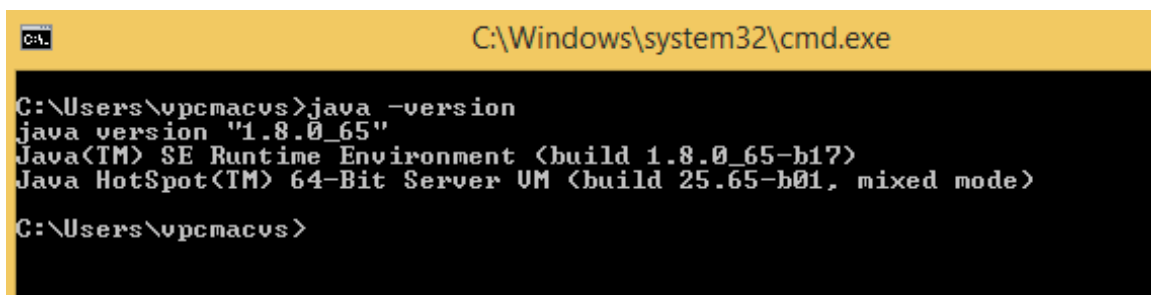 C:\Windows\system32\cmd.exe
C:\Users\vpcmacvs>java -version
java version "1.8.0_65"
Java(TM) SE Runtime Environment (build 1.8.0_65-b17)
Java HotSpot(TM) 64-Bit Server VM (build 25.65-b01, mixed mode)
C:\Users\vpcmacvs>